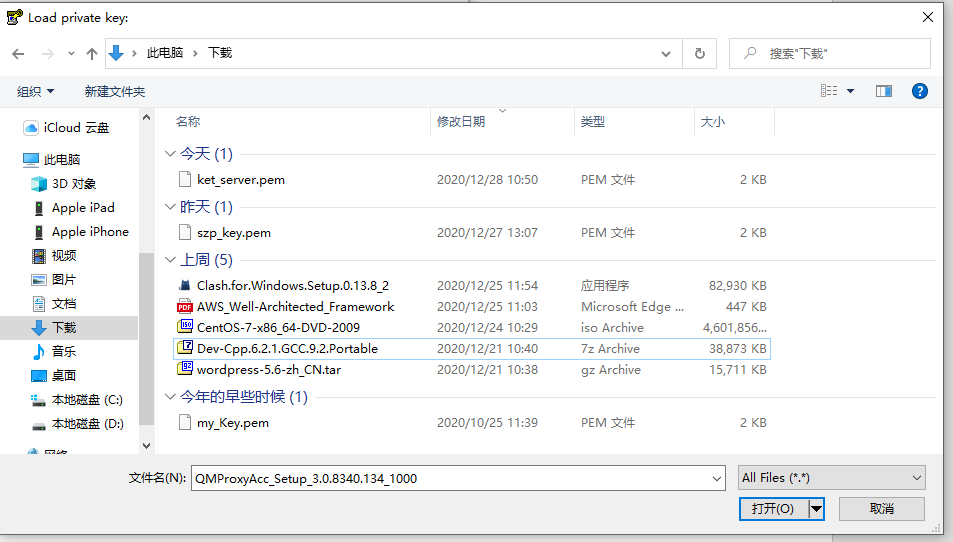 Load private key:
此电脑 下载 搜索"下载"
组织 新建文件夹
iCloud 云盘
此电脑
3D 对象
Apple iPad
Apple iPhone
视频
图片
文档
下载
音乐
桌面
本地磁盘 (C:)
本地磁盘 (D:)
网络
名称 修改日期 类型 大小
今天 (1)
ket_server.pem 2020/12/28 10:50 PEM 文件 2 KB
昨天 (1)
szp_key.pem 2020/12/27 13:07 PEM 文件 2 KB
上周 (5)
Clash.for.Windows.Setup.0.13.8_2 2020/12/25 11:54 应用程序 82,930 KB
PDF AWS_Well-Architected_Framework 2020/12/25 11:03 Microsoft Edge ... 447 KB
ISO CentOS-7-x86_64-DVD-2009 2020/12/24 10:29 iso Archive 4,601,856...
7 Dev-Cpp.6.2.1.GCC.9.2.Portable 2020/12/21 10:40 7z Archive 38,873 KB
wordpress-5.6-zh_CN.tar 2020/12/21 10:38 gz Archive 15,711 KB
今年的早些时候 (1)
my_Key.pem 2020/10/25 11:39 PEM 文件 2 KB
文件名(N): QMProxyAcc_Setup_3.0.8340.134_1000 All Files (*.*)
打开(O) 取消